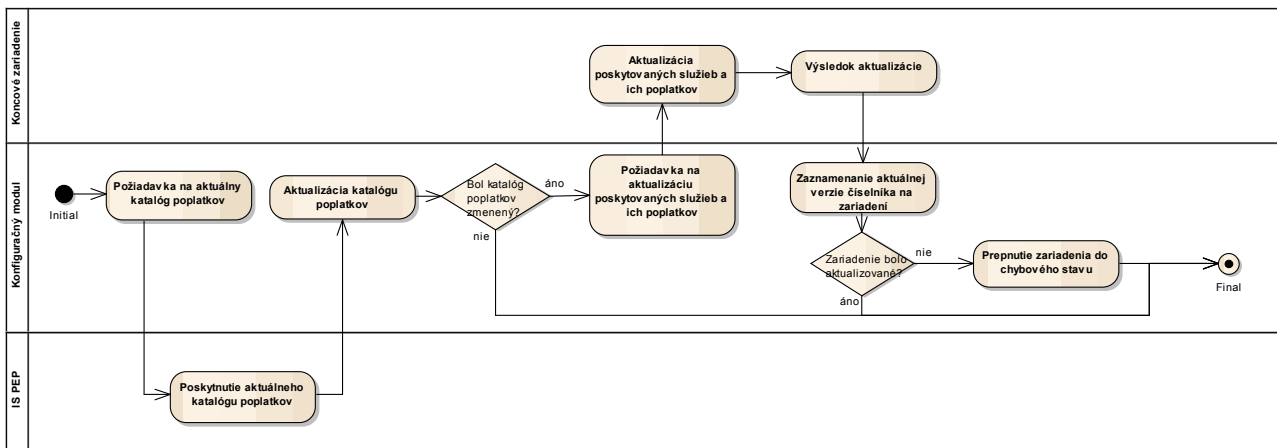 Koncové zariadenie
Aktualizácia
poskytovaných služieb a
ich poplatkov
Výsledok aktualizácie
Konfiguračný modul
Initial
Požiadavka na aktuálny
katalóg poplatkov
Aktualizácia katalógu
poplatkov
Bol katalóg
poplatkov
zmenený?
áno
nie
Požiadavka na
aktualizáciu
poskytovaných služieb a
ich poplatkov
Zaznamenanie aktuálnej
verzie číselníka na
zariadení
Zariadenie bolo
aktualizované?
nie
áno
Prepnutie zariadenia do
chybového stavu
Final
IS PEP
Poskytnutie aktuálneho
katalógu poplatkov